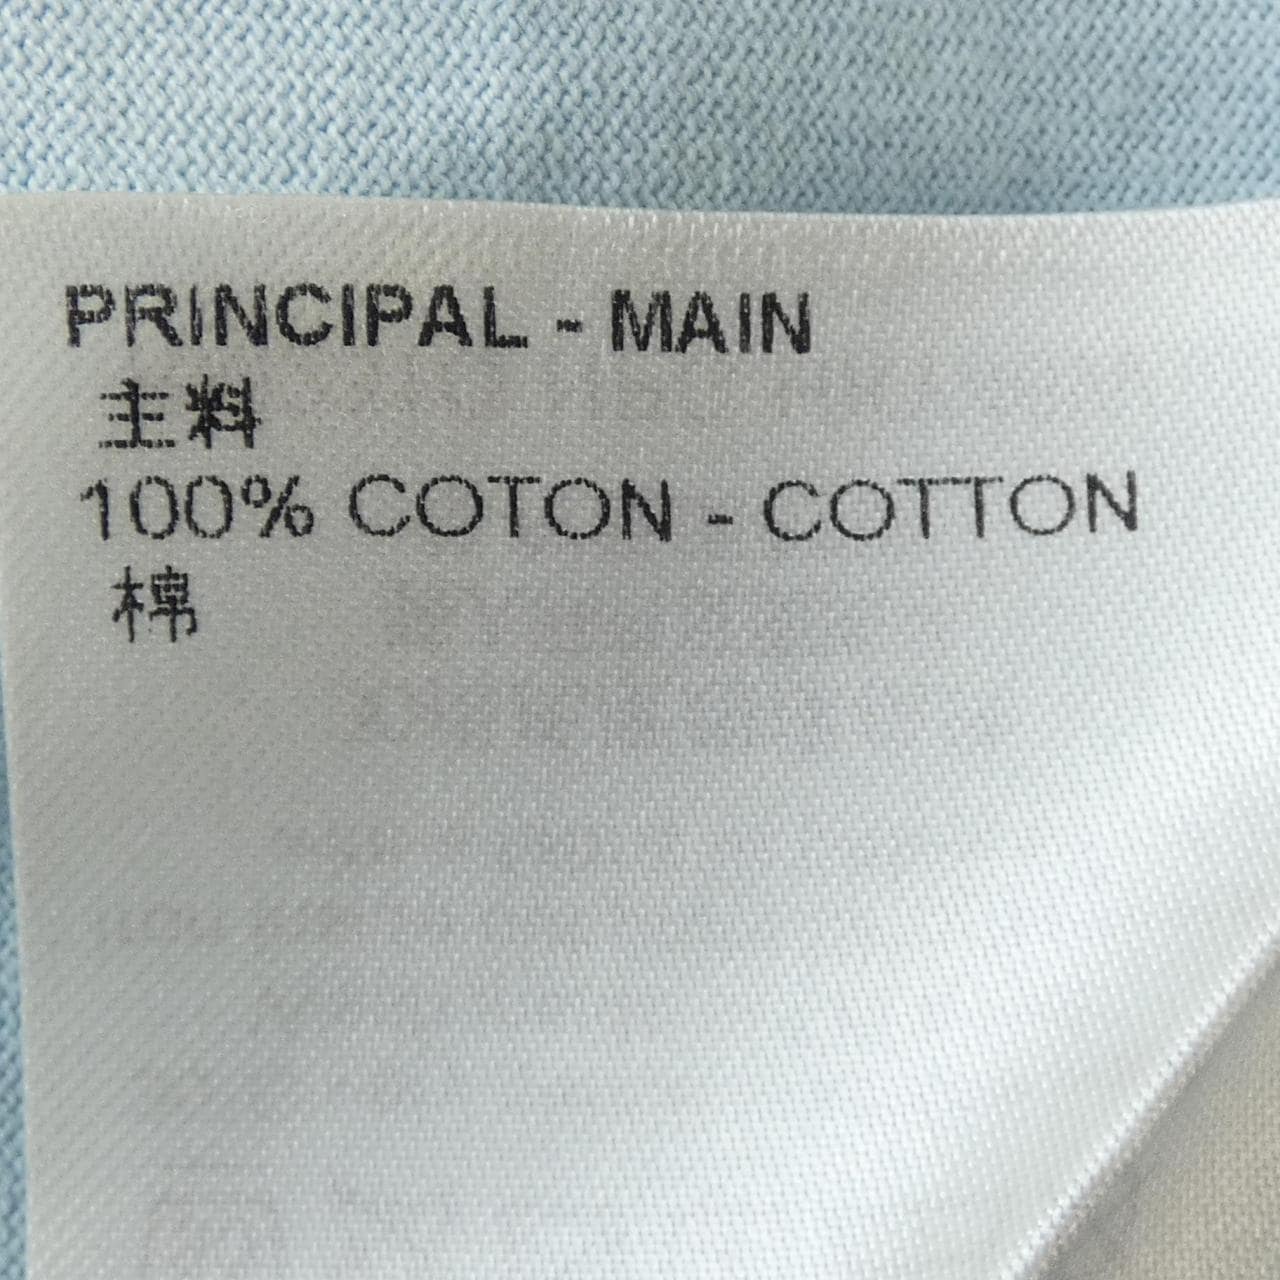 PRINCIPAL - MAIN
主料
100% COTON - COTTON
棉